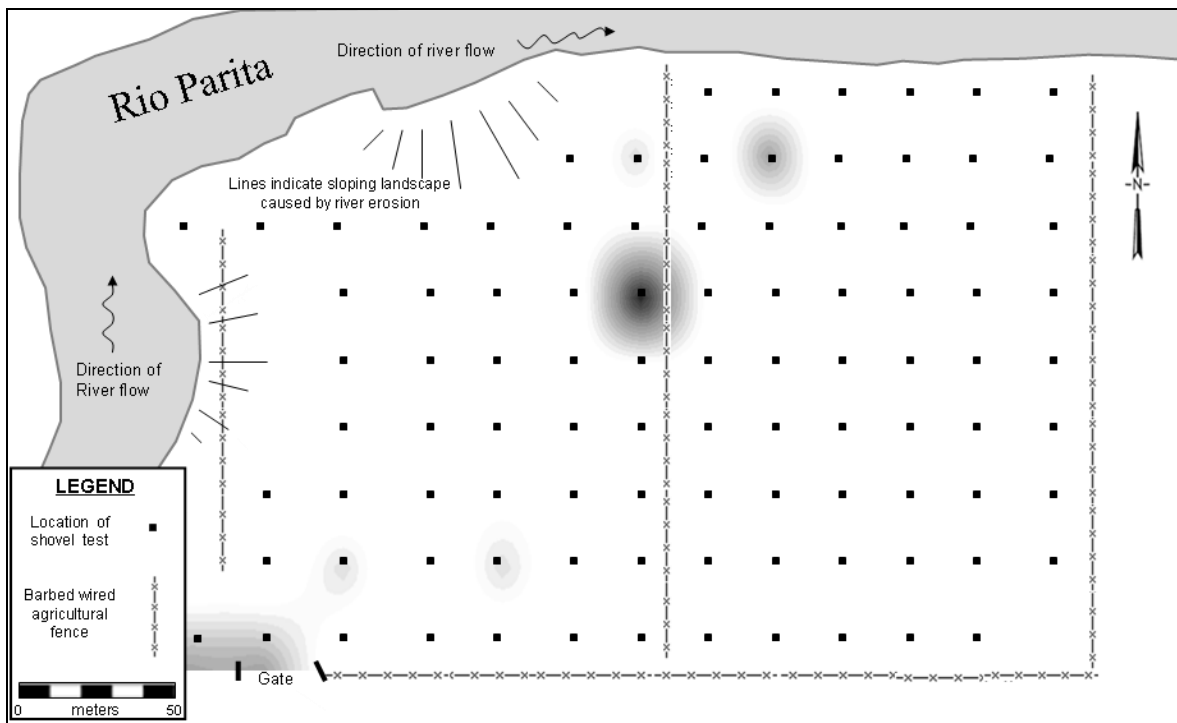 Direction of river flow
Rio Parita
-N-
Lines indicate sloping landscape
caused by river erosion
Direction of
River flow
LEGEND
Location of
shovel test
Barbed wired
agricultural
fence
0 meters 50
Gate